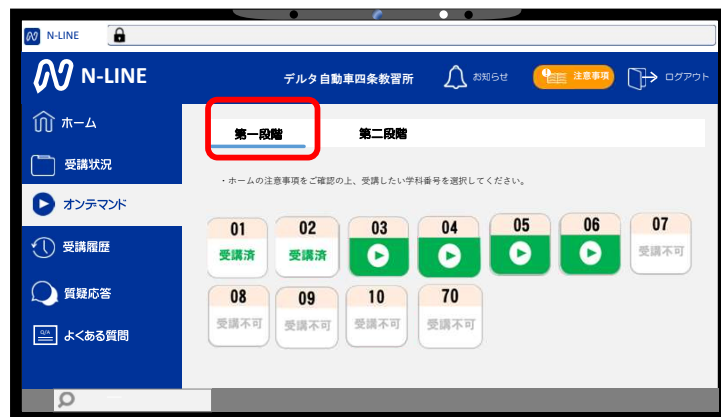 N-LINE
N-LINE
デルタ自動車四条教習所
お知らせ
注意事項
ログアウト
ホーム
受講状況
オンデマンド
受講履歴
質疑応答
Q/A
よくある質問
第一段階
第二段階
・ホームの注意事項をご確認の上、受講したい学科番号を選択してください。
01 02 03 04 05 06 07
受講済 受講済 受講不可
08 09 10 70
受講不可 受講不可 受講不可 受講不可